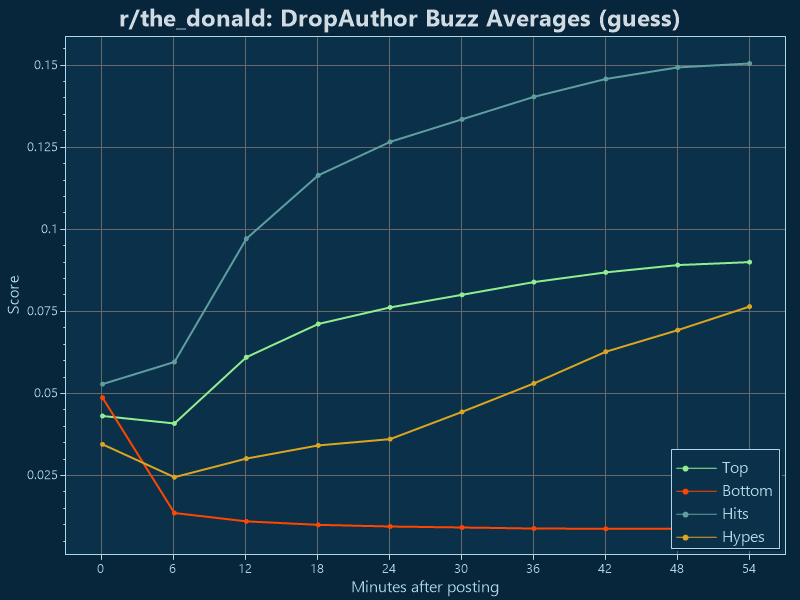 r/the_donald: DropAuthor Buzz Averages (guess)
0.15
0.125
0.1
0.075
0.05
0.025
Score
0 6 12 18 24 30 36 42 48 54
Minutes after posting
Top
Bottom
Hits
Hypes